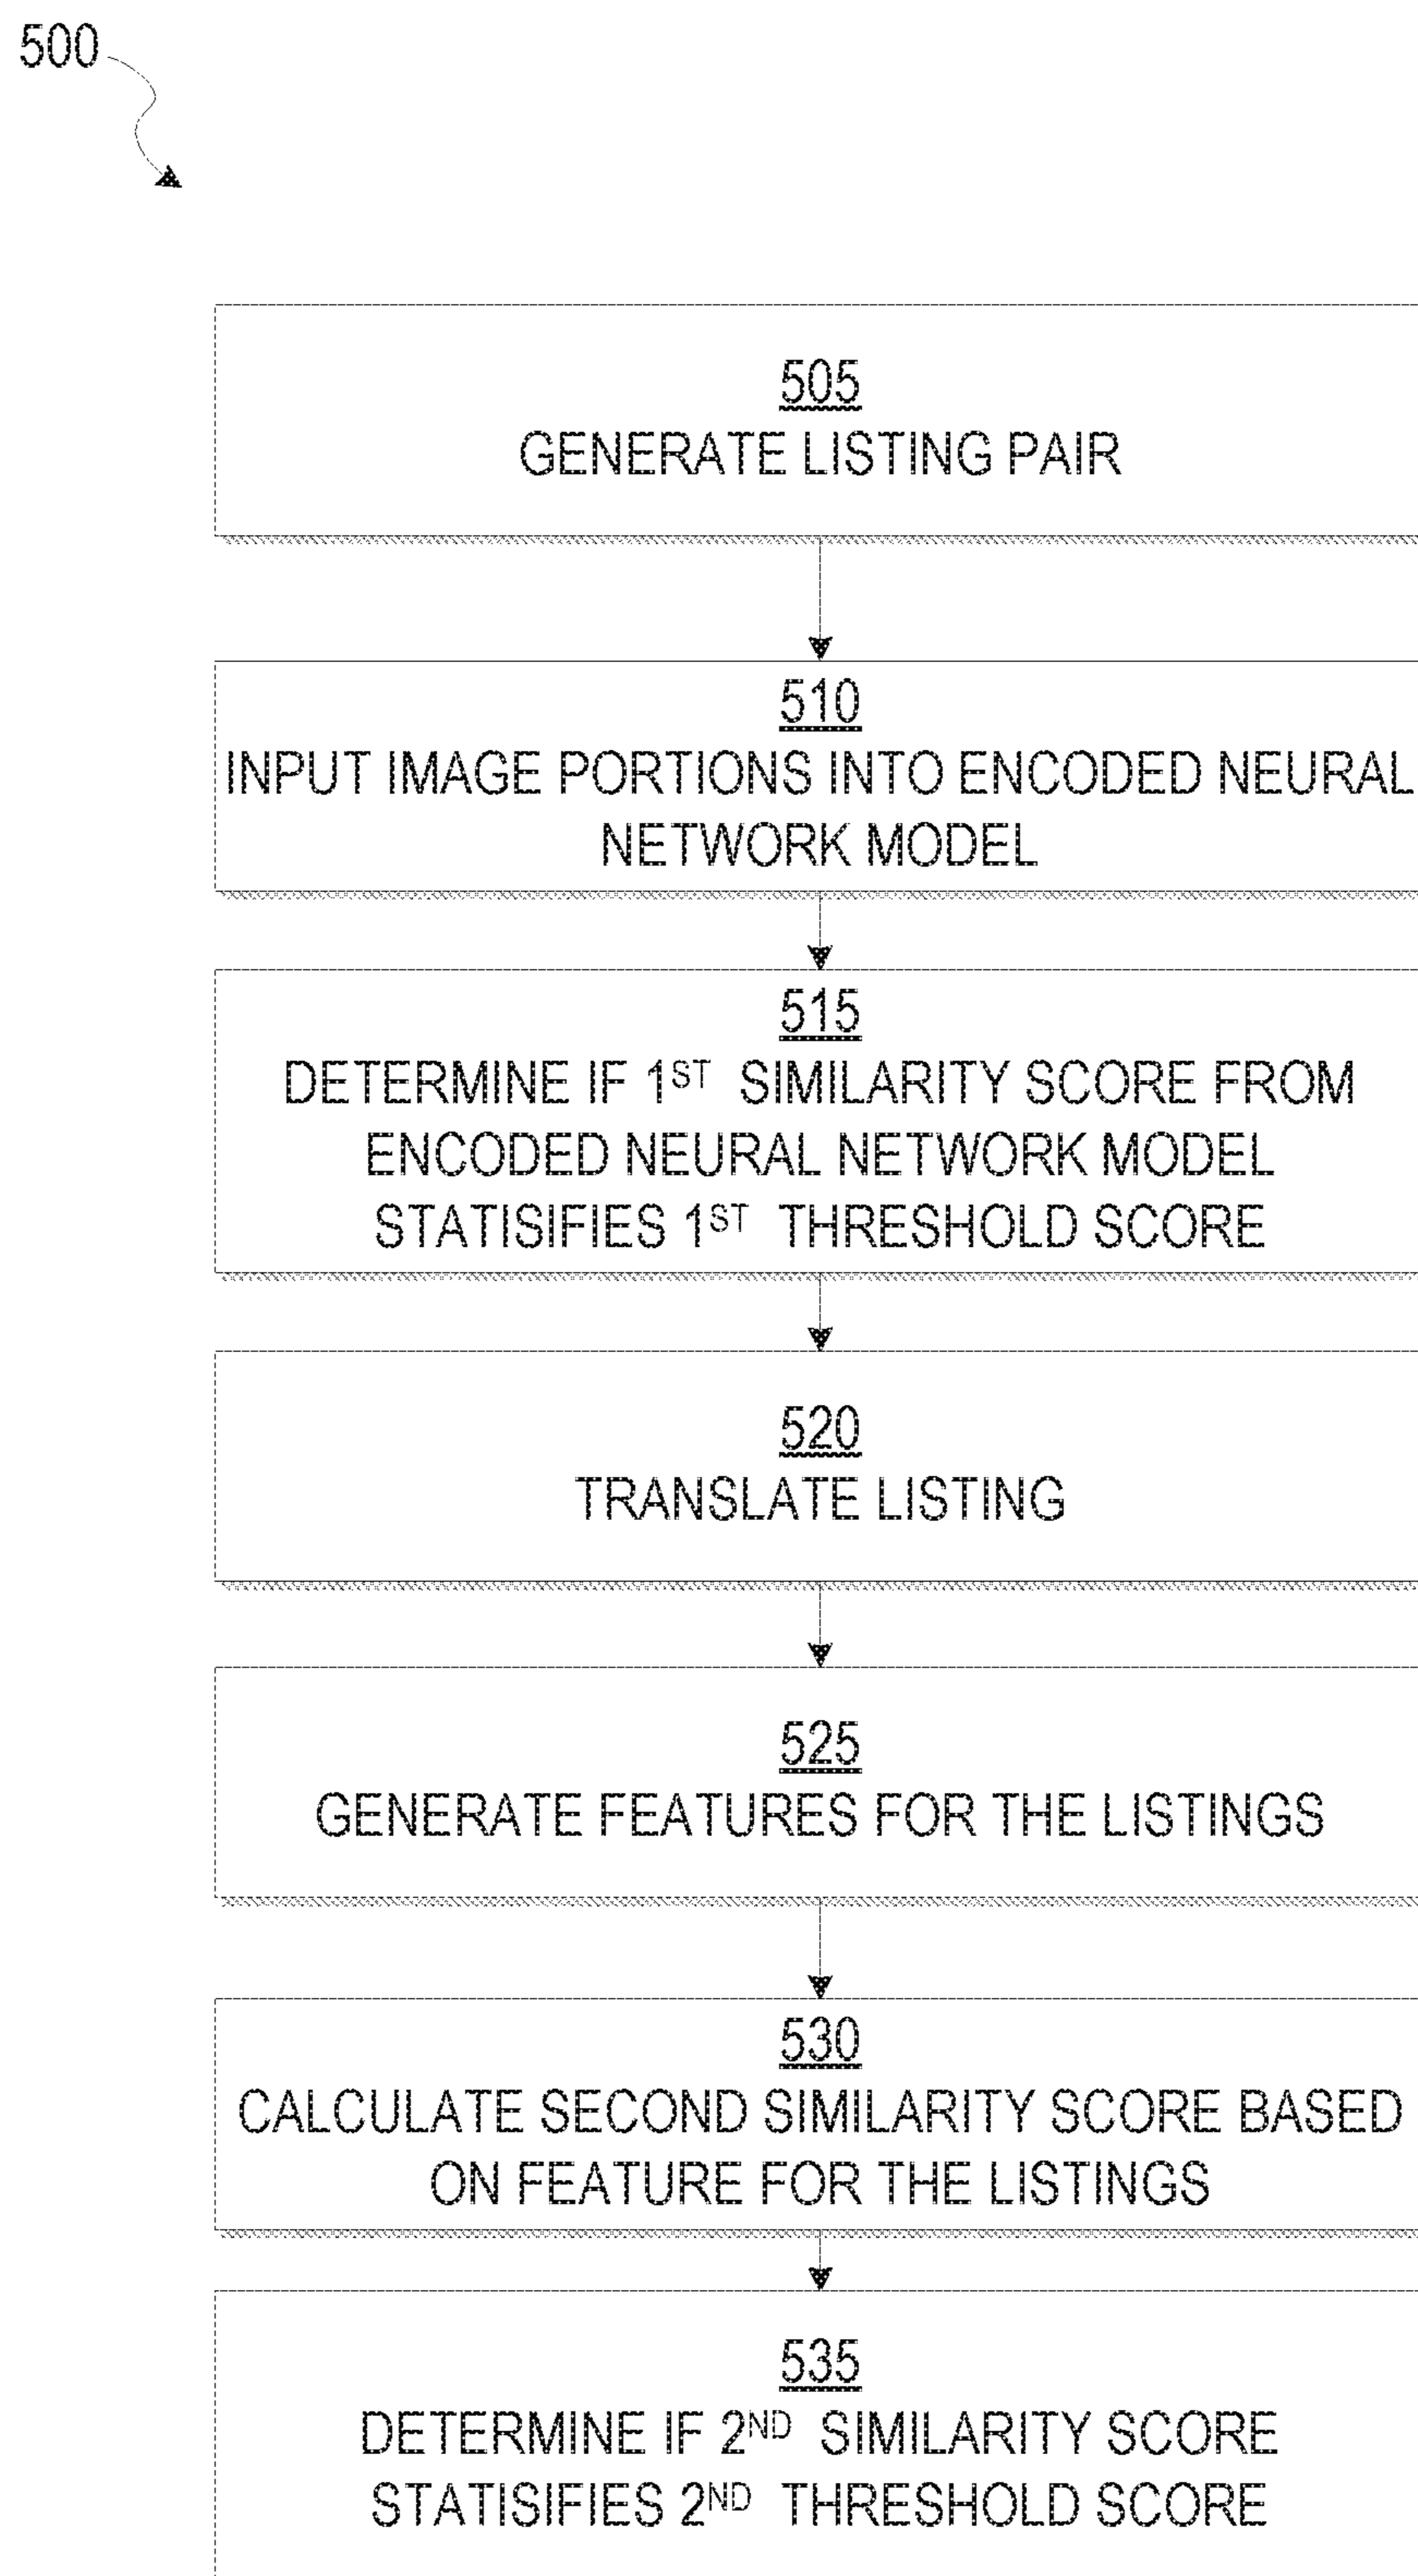 500
505
GENERATE LISTING PAIR
510
INPUT IMAGE PORTIONS INTO ENCODED NEURAL
NETWORK MODEL
515
DETERMINE IF 1ST SIMILARITY SCORE FROM
ENCODED NEURAL NETWORK MODEL
STATISIFIES 1ST THRESHOLD SCORE
520
TRANSLATE LISTING
525
GENERATE FEATURES FOR THE LISTINGS
530
CALCULATE SECOND SIMILARITY SCORE BASED
ON FEATURE FOR THE LISTINGS
535
DETERMINE IF 2ND SIMILARITY SCORE
STATISIFIES 2ND THRESHOLD SCORE